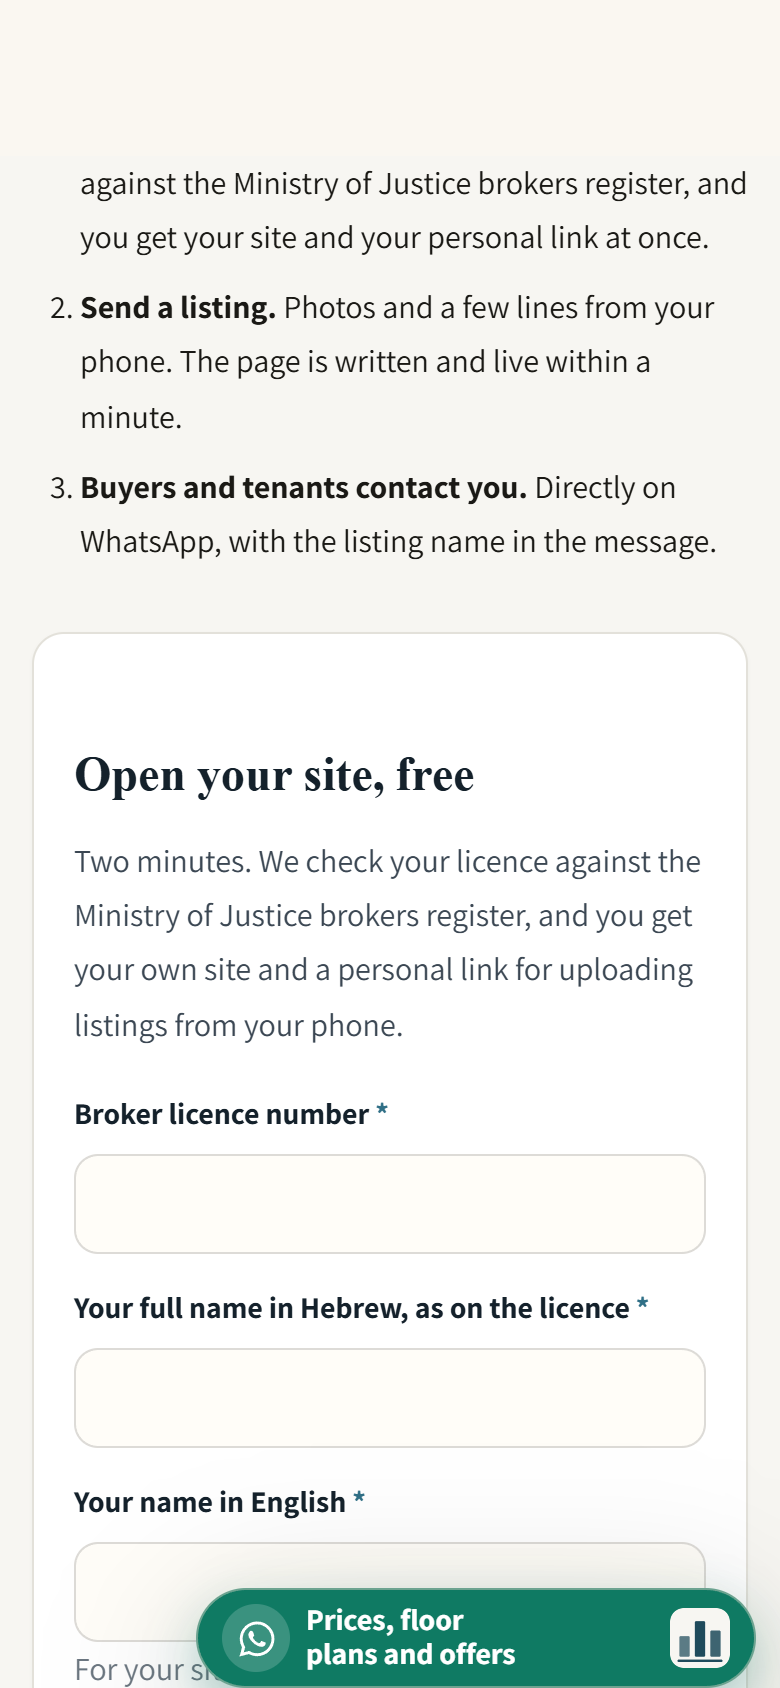 against the Ministry of Justice brokers register, and
you get your site and your personal link at once.
2. Send a listing. Photos and a few lines from your
phone. The page is written and live within a
minute.
3. Buyers and tenants contact you. Directly on
WhatsApp, with the listing name in the message.
Open your site, free
Two minutes. We check your licence against the
Ministry of Justice brokers register, and you get
your own site and a personal link for uploading
listings from your phone.
Broker licence number *
Your full name in Hebrew, as on the licence *
Your name in English *
For your
Prices, floor
plans and offers